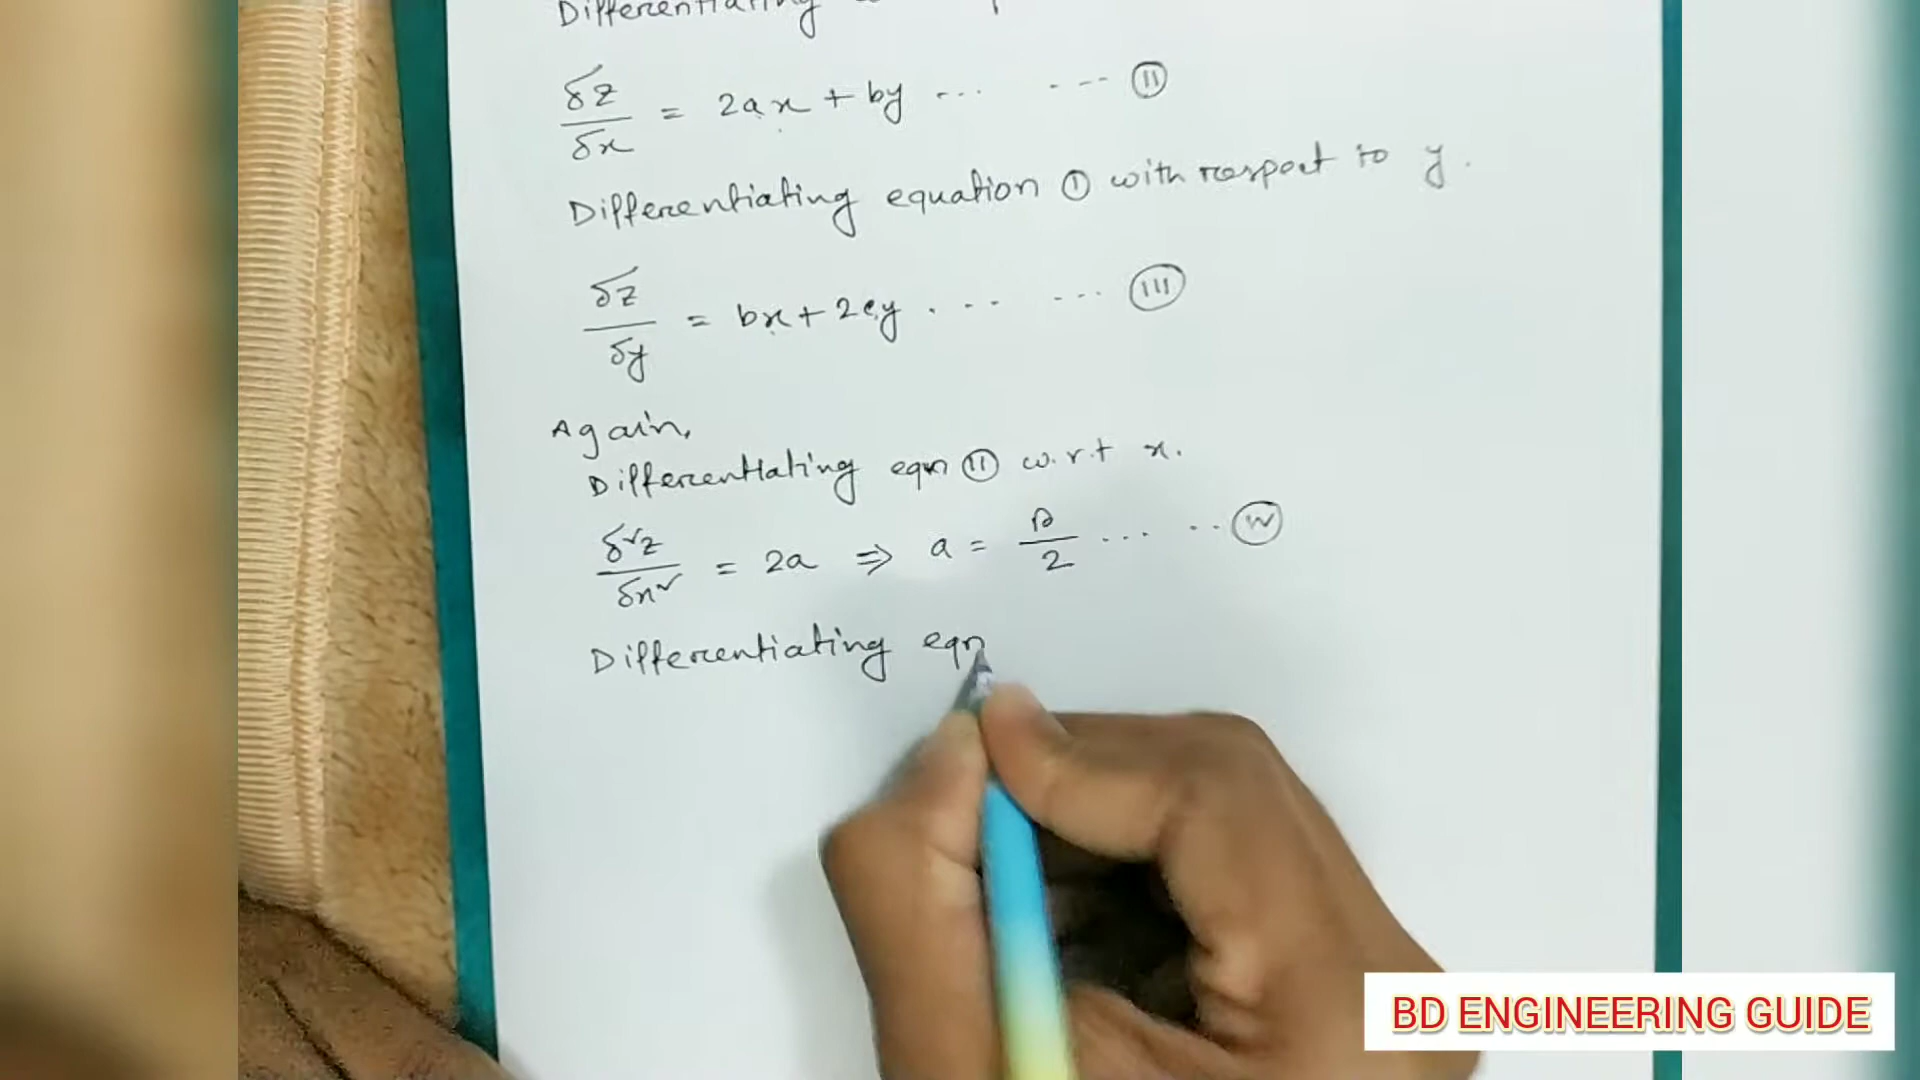 Differentiating
δz/δx = 2ax + by ... --- (II)
Differentiating equation (I) with respect to y.
δz/δy = bx + 2cy ... --- (III)
Again,
Differentiating eqn (II) w.r.t x.
δ²z/δx² = 2a ⇒ a = /2 ... .. (IV)
Differentiating eqn
BD ENGINEERING GUIDE